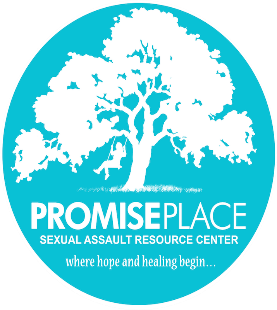 PROMISEPLACE
SEXUAL ASSAULT RESOURCE CENTER
where hope and healing begin...